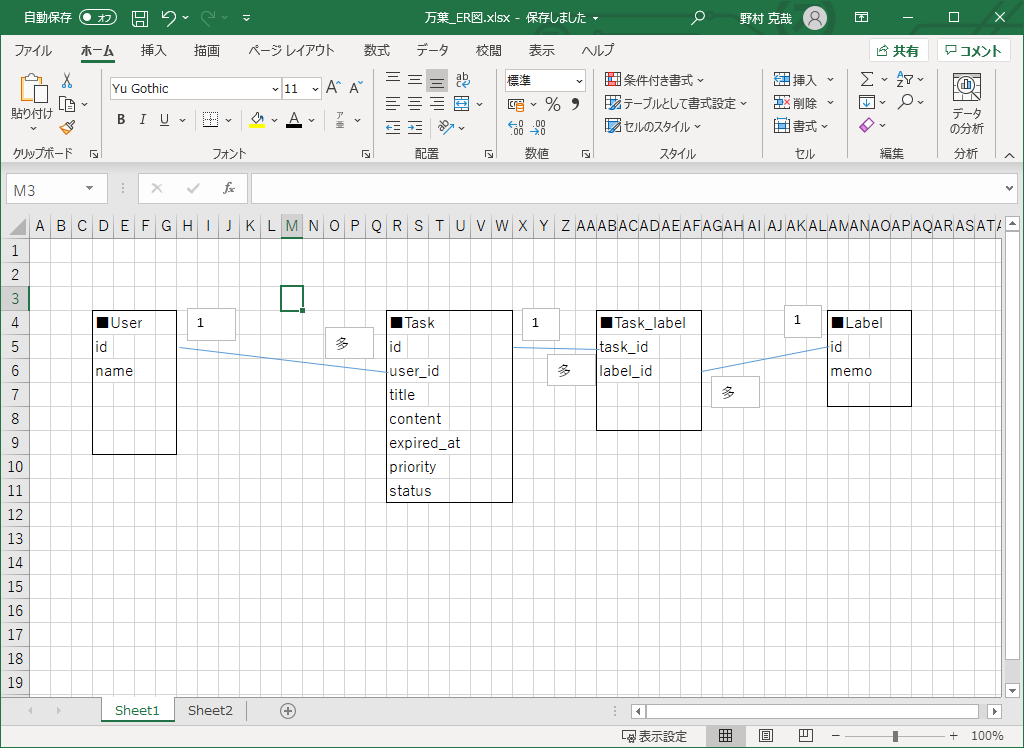 自動保存 オフ 万葉_ER図.xlsx - 保存しました 野村 克哉
ファイル ホーム 挿入 描画 ページ レイアウト 数式 データ 校閲 表示 ヘルプ 共有 コメント
貼り付け
クリップボード
Yu Gothic 11
B I U A ア 亜
フォント
ab
配置
標準
% 9
.00 .00
数値
条件付き書式
テーブルとして書式設定
セルのスタイル
スタイル
挿入
削除
書式
セル
編集
データ
の分析
分析
M3 fx
A B C D E F G H I J K L M N O P Q R S T U V W X Y Z AA AB AC AD AE AF AG AH AI AJ AK AL AM AN AO AP AQ AR AS AT
1
2
3
4 ■User 1 ■Task 1 ■Task_label 1 ■Label
5 id 多 id task_id id
6 name user_id 多 label_id memo
7 title 多
8 content
9 expired_at
10 priority
11 status
12
13
14
15
16
17
18
19
Sheet1 Sheet2
表示設定 100%